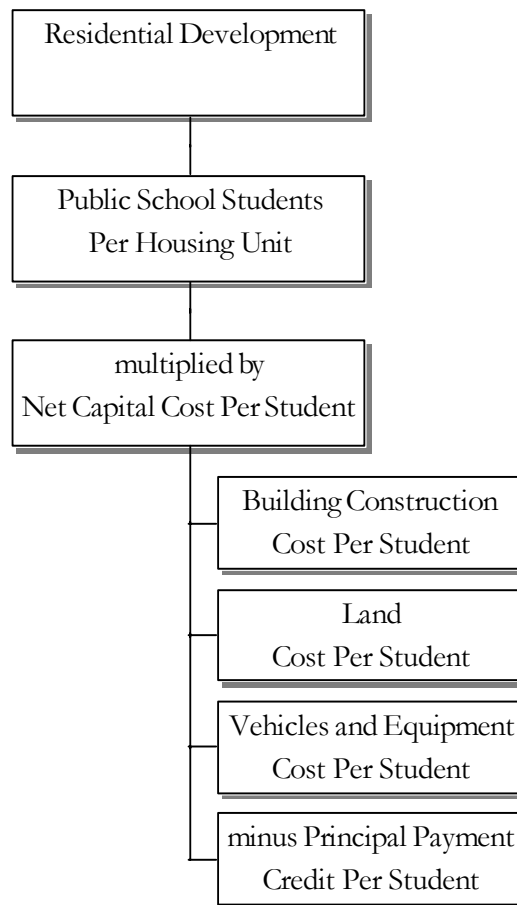 Residential Development
Public School Students
Per Housing Unit
multiplied by
Net Capital Cost Per Student
Building Construction
Cost Per Student
Land
Cost Per Student
Vehicles and Equipment
Cost Per Student
minus Principal Payment
Credit Per Student